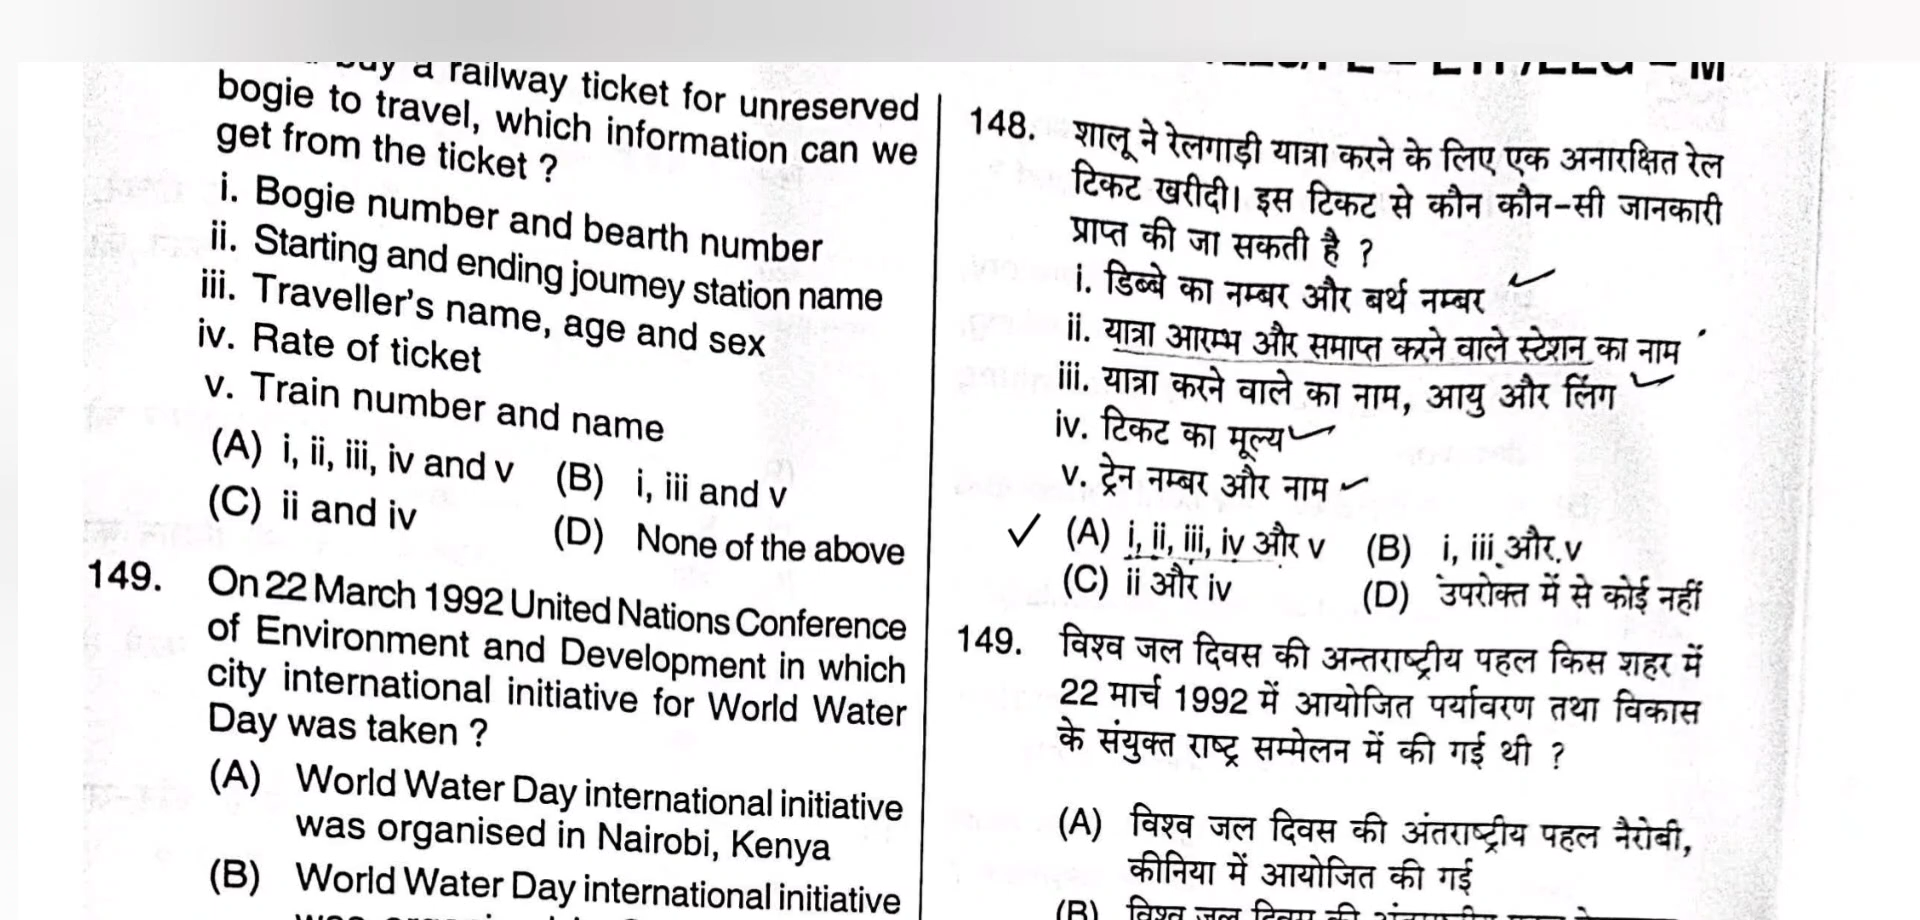 buy a railway ticket for unreserved
bogie to travel, which information can we
get from the ticket ?
i. Bogie number and bearth number
ii. Starting and ending journey station name
iii. Traveller's name, age and sex
iv. Rate of ticket
v. Train number and name
(A) i, ii, iii, iv and v (B) i, iii and v
(C) ii and iv (D) None of the above
149. On 22 March 1992 United Nations Conference
of Environment and Development in which
city international initiative for World Water
Day was taken ?
(A) World Water Day international initiative
was organised in Nairobi, Kenya
(B) World Water Day international initiative
148. शालू ने रेलगाड़ी यात्रा करने के लिए एक अनारक्षित रेल
टिकट खरीदी। इस टिकट से कौन कौन-सी जानकारी
प्राप्त की जा सकती है ?
i. डिब्बे का नम्बर और बर्थ नम्बर
ii. यात्रा आरम्भ और समाप्त करने वाले स्टेशन का नाम
iii. यात्रा करने वाले का नाम, आयु और लिंग
iv. टिकट का मूल्य
v. ट्रेन नम्बर और नाम
(A) i, ii, iii, iv और v (B) i, iii और v
(C) ii और iv (D) उपरोक्त में से कोई नहीं
149. विश्व जल दिवस की अन्तराष्ट्रीय पहल किस शहर में
22 मार्च 1992 में आयोजित पर्यावरण तथा विकास
के संयुक्त राष्ट्र सम्मेलन में की गई थी ?
(A) विश्व जल दिवस की अंतराष्ट्रीय पहल नैरोबी,
कीनिया में आयोजित की गई
(B) विश्व जल दिवस की